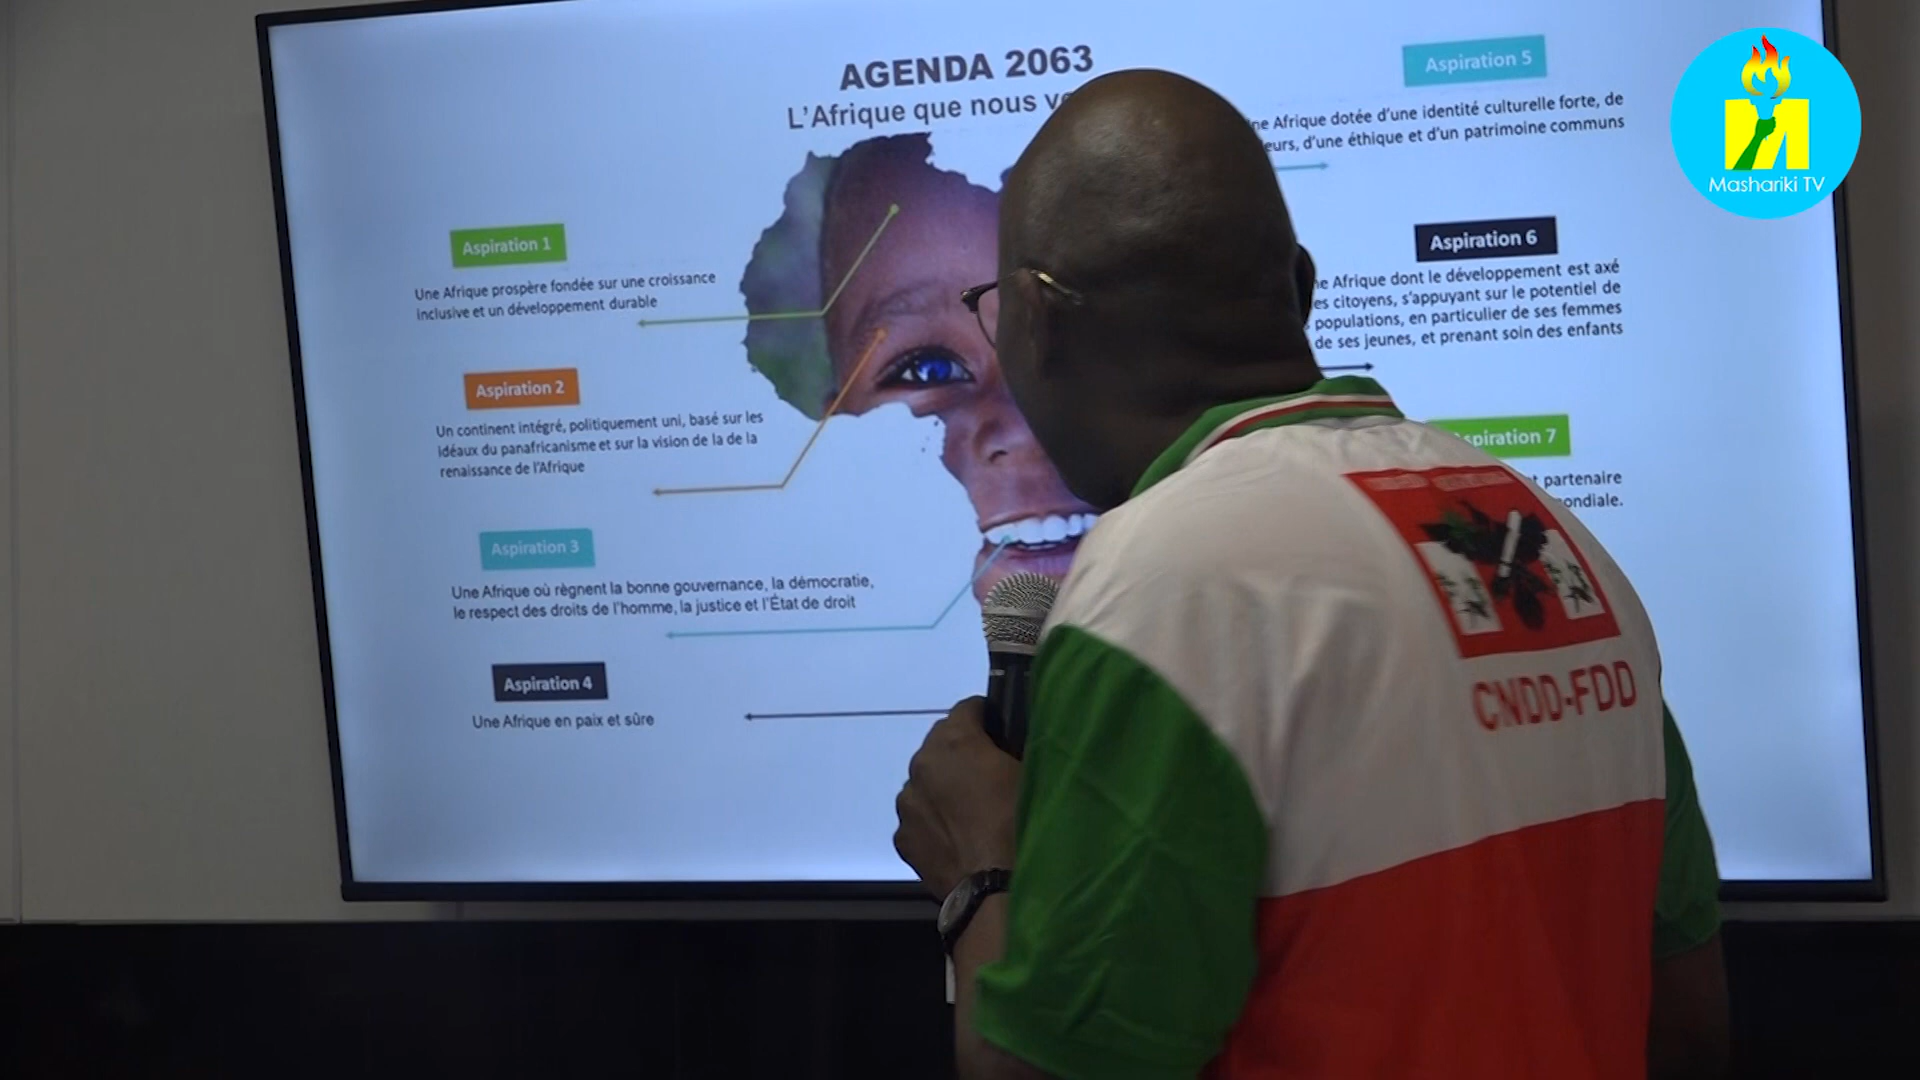 AGENDA 2063
L'Afrique que nous
Aspiration 1
Une Afrique prospère fondée sur une croissance
inclusive et un développement durable
Aspiration 2
Un continent intégré, politiquement uni, basé sur les
idéaux du panafricanisme et sur la vision de la de la
renaissance de l'Afrique
Aspiration 3
Une Afrique où règnent la bonne gouvernance, la démocratie,
le respect des droits de l'homme, la justice et l'État de droit
Aspiration 4
Une Afrique en paix et sûre
Aspiration 5
ne Afrique dotée d'une identité culturelle forte, de
eurs, d'une éthique et d'un patrimoine communs
Aspiration 6
ne Afrique dont le développement est axé
es citoyens, s'appuyant sur le potentiel de
populations, en particulier de ses femmes
de ses jeunes, et prenant soin des enfants
spiration 7
partenaire
ondiale.
CNDD-FDD
Mashariki TV